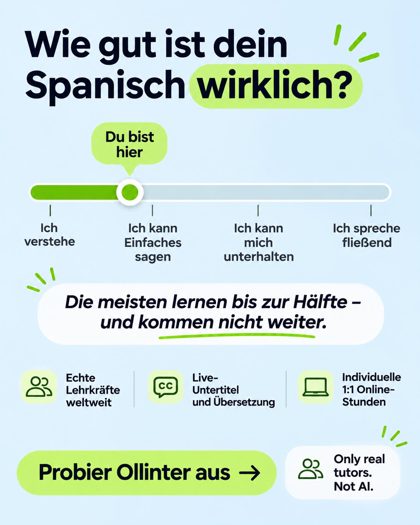 Wie gut ist dein
Spanisch wirklich?
Du bist
hier
Ich
verstehe
Ich kann
Einfaches
sagen
Ich kann
mich
unterhalten
Ich spreche
fließend
Die meisten lernen bis zur Hälfte –
und kommen nicht weiter.
Echte
Lehrkräfte
weltweit
CC
Live-
Untertitel
und Übersetzung
Individuelle
1:1 Online-
Stunden
Probier Ollinter aus →
Only real
tutors.
Not AI.